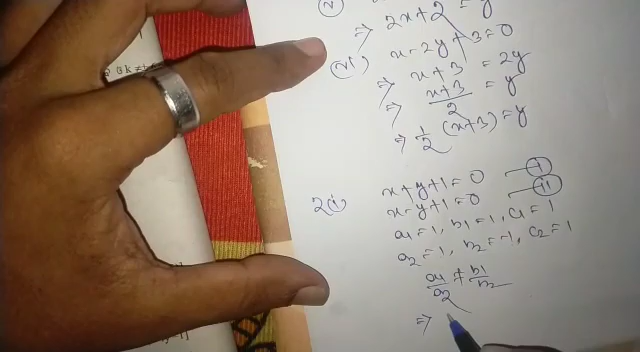 (v)
⇒ 2x+2 = y
(vi) x-2y+3=0
⇒ x+3 = 2y
⇒ x+3/2 = y
⇒ 1/2 (x+3) = y
2(i) x+y+1=0 — (i)
x-y+1=0 — (ii)
a1=1, b1=1, c1=1
a2=1, b2=-1, c2=1
a1/a2 ≠ b1/b2
⇒